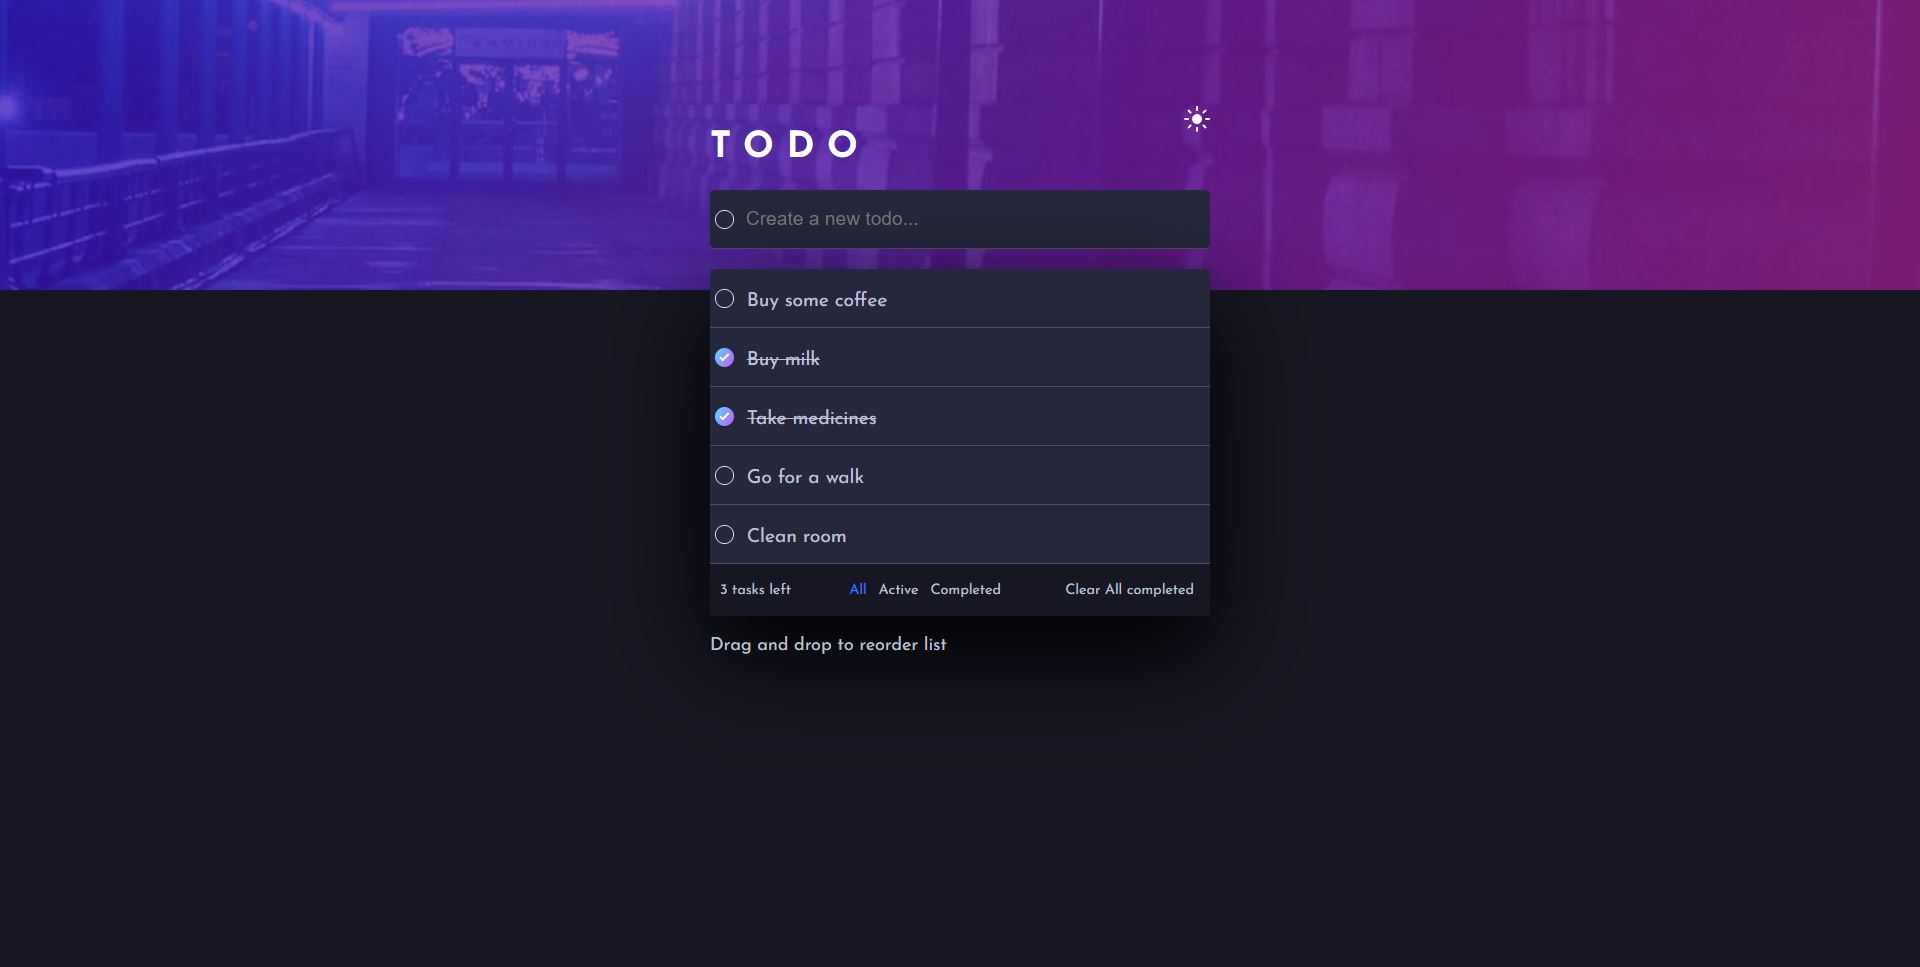 TODO
Create a new todo...
Buy some coffee
Buy milk
Take medicines
Go for a walk
Clean room
3 tasks left All Active Completed Clear All completed
Drag and drop to reorder list